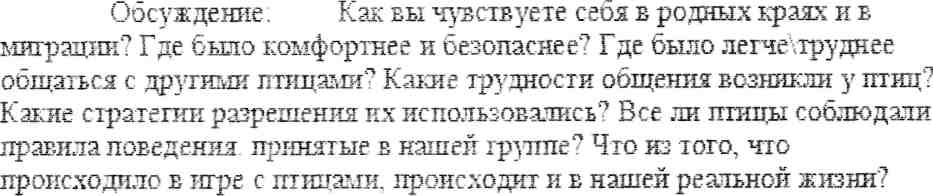 Обсуждение: Как вы чувствуете себя в родных краях и в
миграции? Где было комфортнее и безопаснее? Где было легче\труднее
общаться с другими птицами? Какие трудности общения возникли у птиц?
Какие стратегии разрешения их использовались? Все ли птицы соблюдали
правила поведения, принятые в нашей группе? Что из того, что
происходило в игре с птицами, происходит и в нашей реальной жизни?